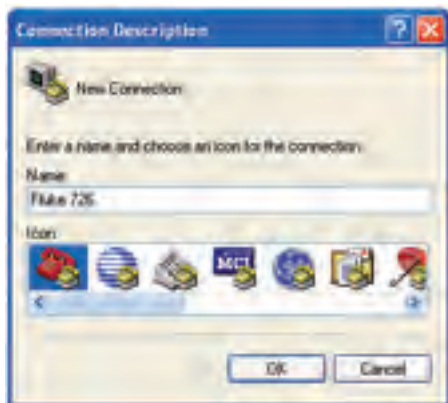 Connection Description
New Connection
Enter a name and choose an icon for the connection:
Name:
Fluke 726
Icon:
MCI
OK
Cancel